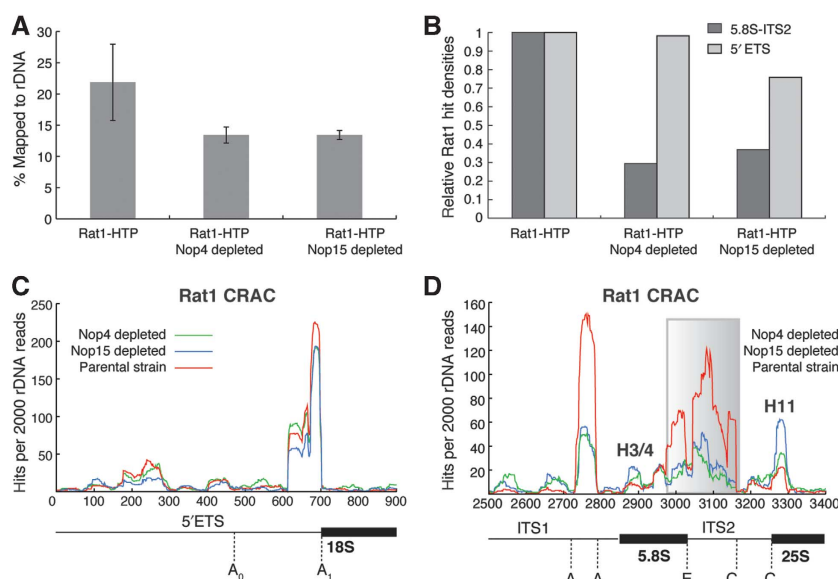 A
% Mapped to rDNA
30
25
20
15
10
5
0
Rat1-HTP
Rat1-HTP
Nop4 depleted
Rat1-HTP
Nop15 depleted
B
Relative Rat1 hit densities
1
0.9
0.8
0.7
0.6
0.5
0.4
0.3
0.2
0.1
0
5.8S-ITS2
5′ ETS
Rat1-HTP
Rat1-HTP
Nop4 depleted
Rat1-HTP
Nop15 depleted
C
Rat1 CRAC
Hits per 2000 rDNA reads
250
200
150
100
50
0
Nop4 depleted
Nop15 depleted
Parental strain
0 100 200 300 400 500 600 700 800 900
5′ETS
18S
A0 A1
D
Rat1 CRAC
Hits per 2000 rDNA reads
160
140
120
100
80
60
40
20
Nop4 depleted
Nop15 depleted
Parental strain
H3/4
H11
2500 2600 2700 2800 2900 3000 3100 3200 3300 3400
ITS1 ITS2
5.8S 25S